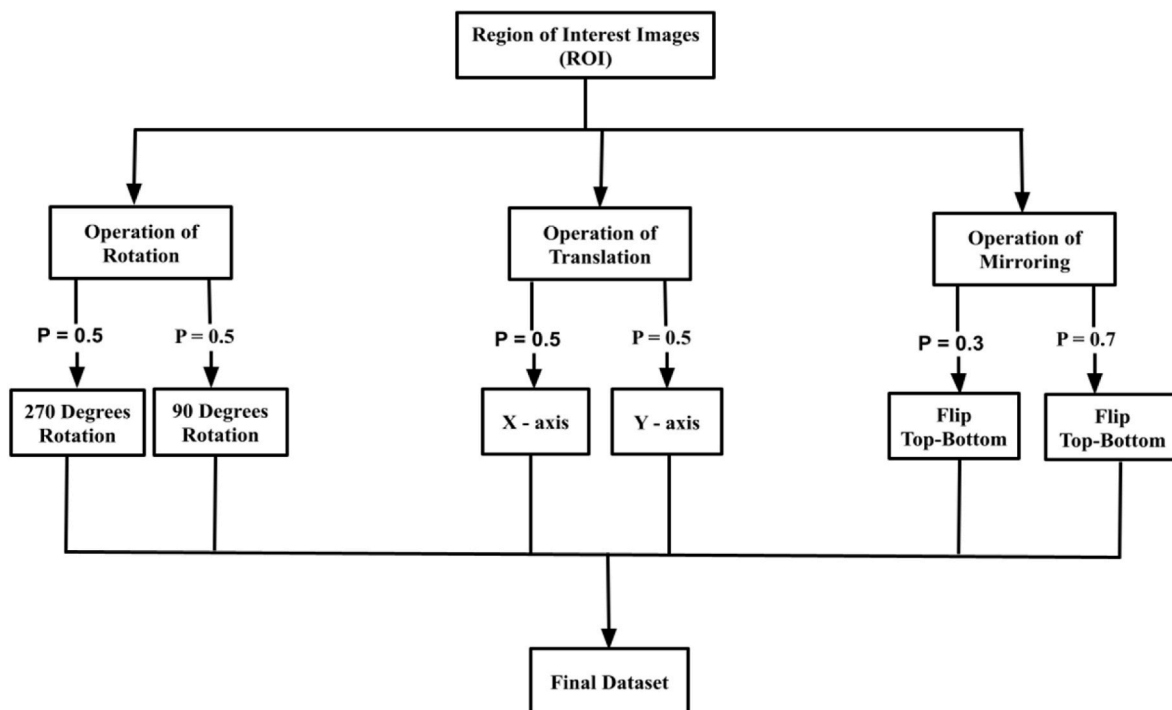 Region of Interest Images
(ROI)
Operation of
Rotation
Operation of
Translation
Operation of
Mirroring
P = 0.5
P = 0.5
P = 0.5
P = 0.5
P = 0.3
P = 0.7
270 Degrees
Rotation
90 Degrees
Rotation
X - axis
Y - axis
Flip
Top-Bottom
Flip
Top-Bottom
Final Dataset